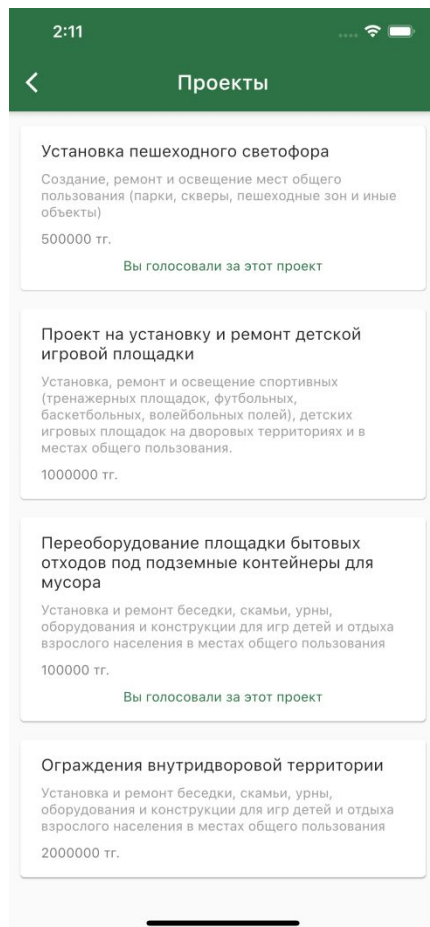 2:11
Проекты
Установка пешеходного светофора
Создание, ремонт и освещение мест общего
пользования (парки, скверы, пешеходные зон и иные
объекты)
500000 тг.
Вы голосовали за этот проект
Проект на установку и ремонт детской
игровой площадки
Установка, ремонт и освещение спортивных
(тренажерных площадок, футбольных,
баскетбольных, волейбольных полей), детских
игровых площадок на дворовых территориях и в
местах общего пользования.
1000000 тг.
Переоборудование площадки бытовых
отходов под подземные контейнеры для
мусора
Установка и ремонт беседки, скамьи, урны,
оборудования и конструкции для игр детей и отдыха
взрослого населения в местах общего пользования
100000 тг.
Вы голосовали за этот проект
Ограждения внутридворовой территории
Установка и ремонт беседки, скамьи, урны,
оборудования и конструкции для игр детей и отдыха
взрослого населения в местах общего пользования
2000000 тг.